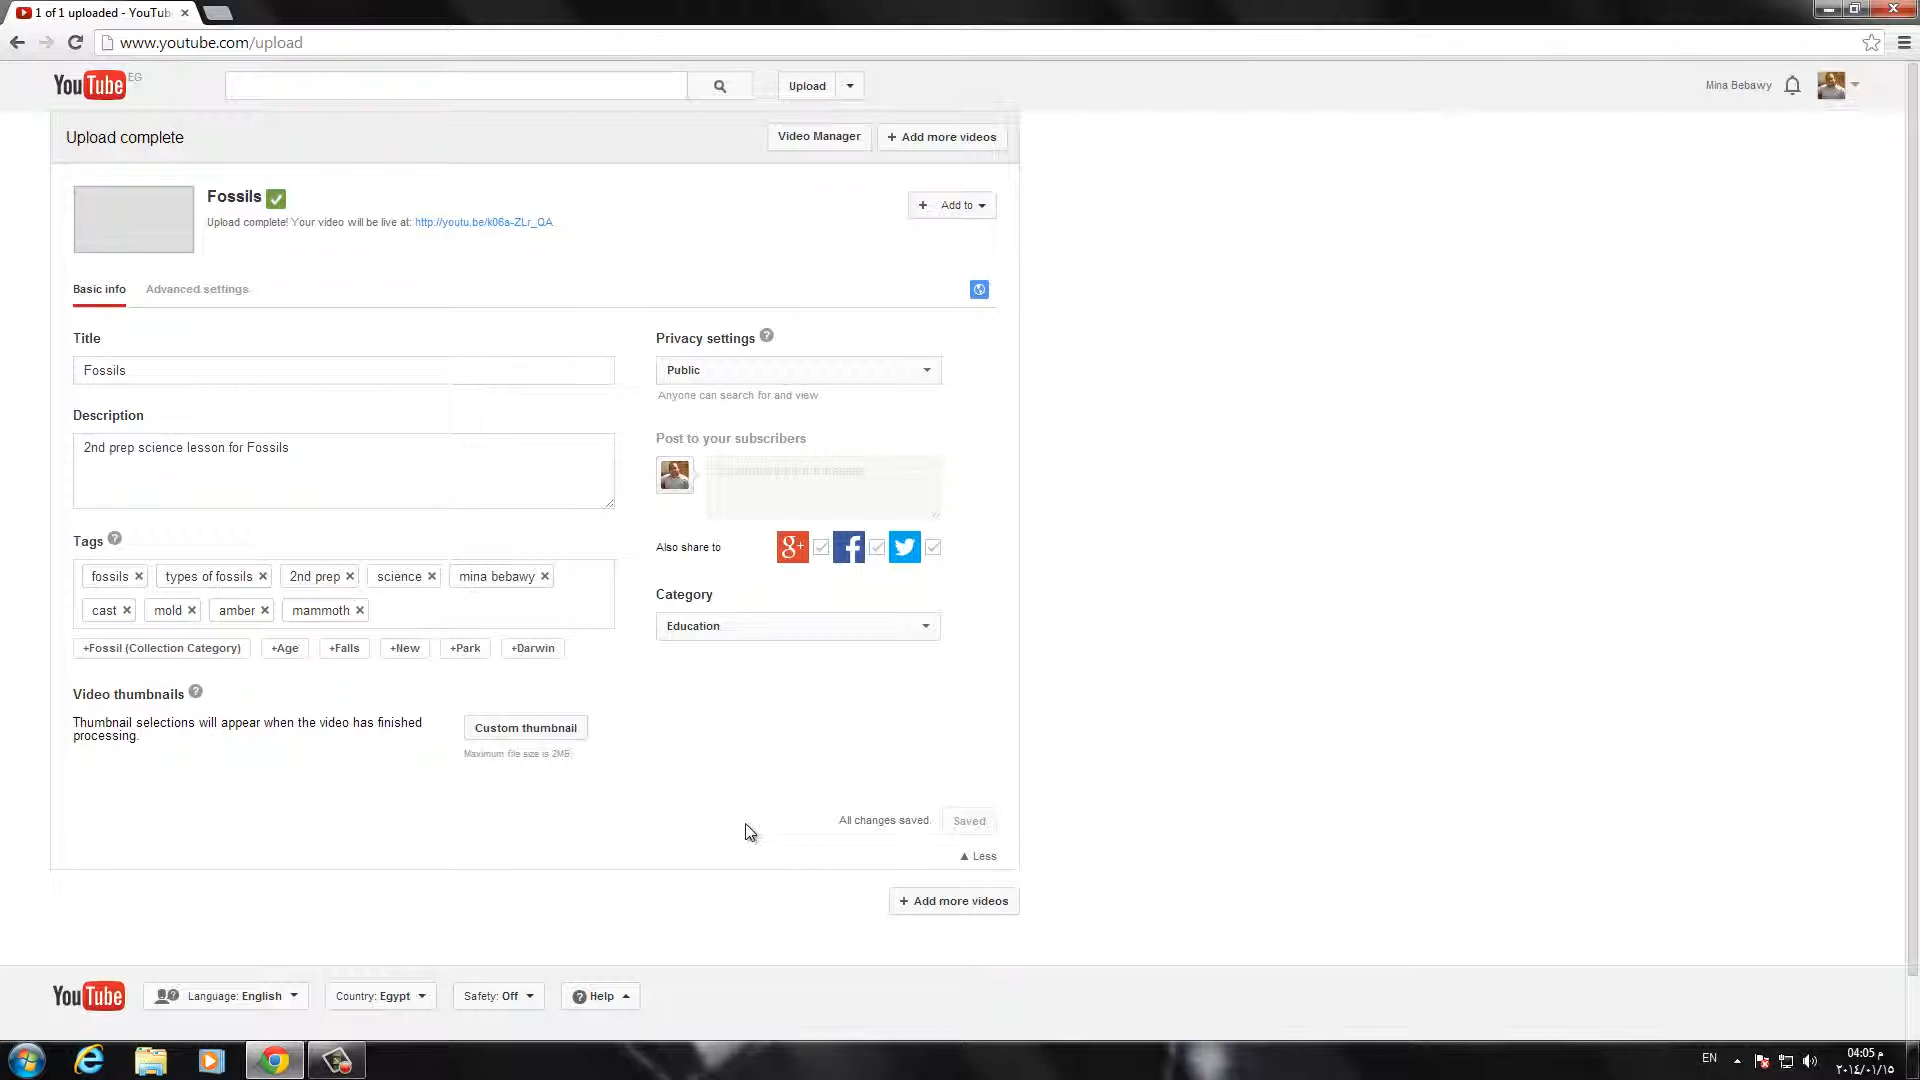 1 of 1 uploaded - YouTub
www.youtube.com/upload
YouTube EG
Upload
Mina Bebawy
Upload complete
Video Manager
+ Add more videos
Fossils
Upload complete! Your video will be live at: http://youtu.be/k06a-ZLr_QA
+ Add to
Basic info
Advanced settings
Title
Fossils
Privacy settings ?
Public
Anyone can search for and view
Description
2nd prep science lesson for Fossils
Post to your subscribers
Tags ?
fossils × types of fossils × 2nd prep × science × mina bebawy ×
cast × mold × amber × mammoth ×
+Fossil (Collection Category) +Age +Falls +New +Park +Darwin
Also share to
g+ f
Category
Education
Video thumbnails ?
Thumbnail selections will appear when the video has finished
processing.
Custom thumbnail
Maximum file size is 2MB.
All changes saved.
Saved
▲ Less
+ Add more videos
YouTube
Language: English
Country: Egypt
Safety: Off
? Help
EN
04:05 م
٢٠١٤/٠١/١٥